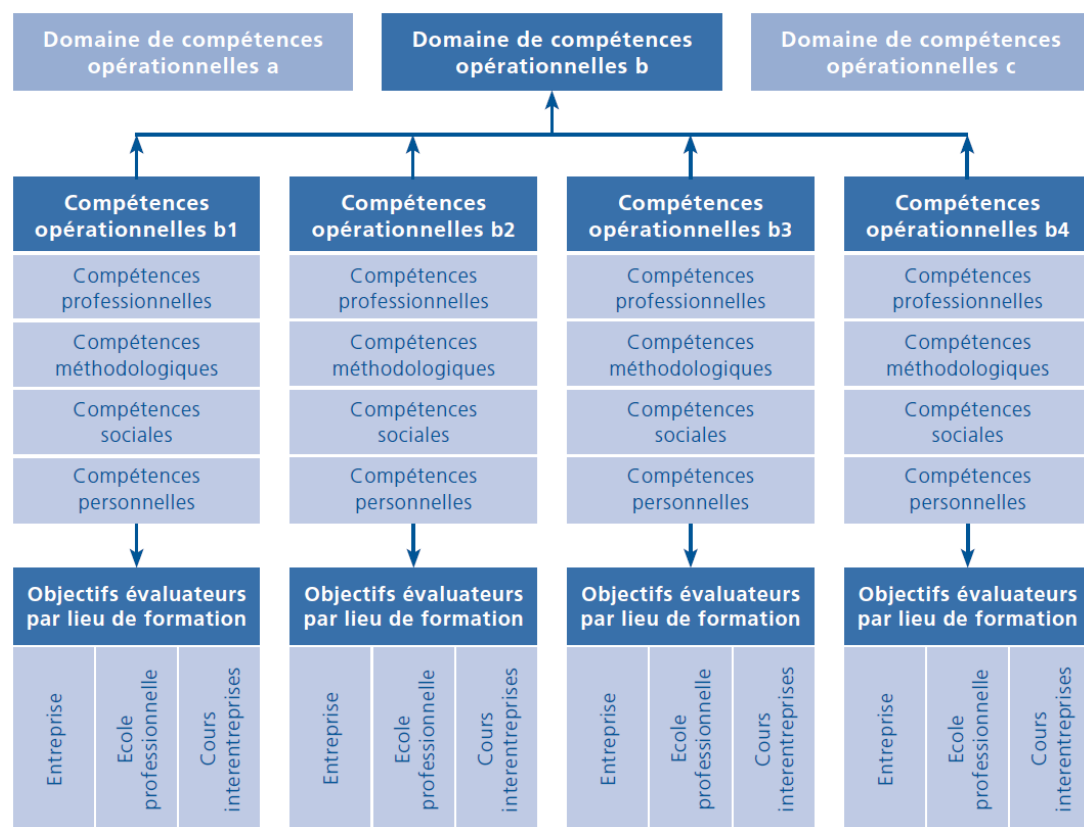 Domaine de compétences
opérationnelles a
Domaine de compétences
opérationnelles b
Domaine de compétences
opérationnelles c
Compétences
opérationnelles b1
Compétences
professionnelles
Compétences
méthodologiques
Compétences
sociales
Compétences
personnelles
Objectifs évaluateurs
par lieu de formation
Entreprise
Ecole
professionnelle
Cours
interentreprises
Compétences
opérationnelles b2
Compétences
professionnelles
Compétences
méthodologiques
Compétences
sociales
Compétences
personnelles
Objectifs évaluateurs
par lieu de formation
Entreprise
Ecole
professionnelle
Cours
interentreprises
Compétences
opérationnelles b3
Compétences
professionnelles
Compétences
méthodologiques
Compétences
sociales
Compétences
personnelles
Objectifs évaluateurs
par lieu de formation
Entreprise
Ecole
professionnelle
Cours
interentreprises
Compétences
opérationnelles b4
Compétences
professionnelles
Compétences
méthodologiques
Compétences
sociales
Compétences
personnelles
Objectifs évaluateurs
par lieu de formation
Entreprise
Ecole
professionnelle
Cours
interentreprises